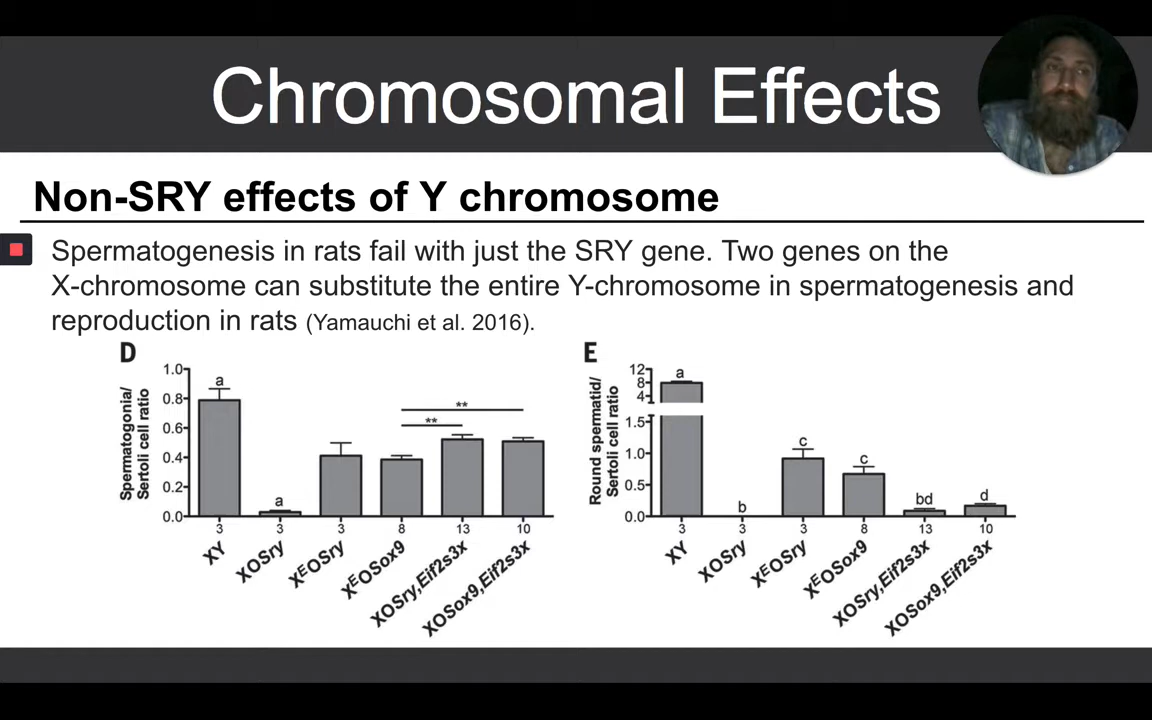 Chromosomal Effects
Non-SRY effects of Y chromosome
Spermatogenesis in rats fail with just the SRY gene. Two genes on the
X-chromosome can substitute the entire Y-chromosome in spermatogenesis and
reproduction in rats (Yamauchi et al. 2016).
D
Spermatogonia/
Sertoli cell ratio
1.0
0.8
0.6
0.4
0.2
0.0
a
a
**
**
3
3
3
8
13
10
XY
XOSry
XᴱOSry
XᴱOSox9
XOSry,Eif2s3x
XOSox9,Eif2s3x
E
Round spermatid/
Sertoli cell ratio
12
8
4
1.5
1.0
0.5
0.0
a
b
c
c
bd
d
3
3
3
8
13
10
XY
XOSry
XᴱOSry
XᴱOSox9
XOSry,Eif2s3x
XOSox9,Eif2s3x